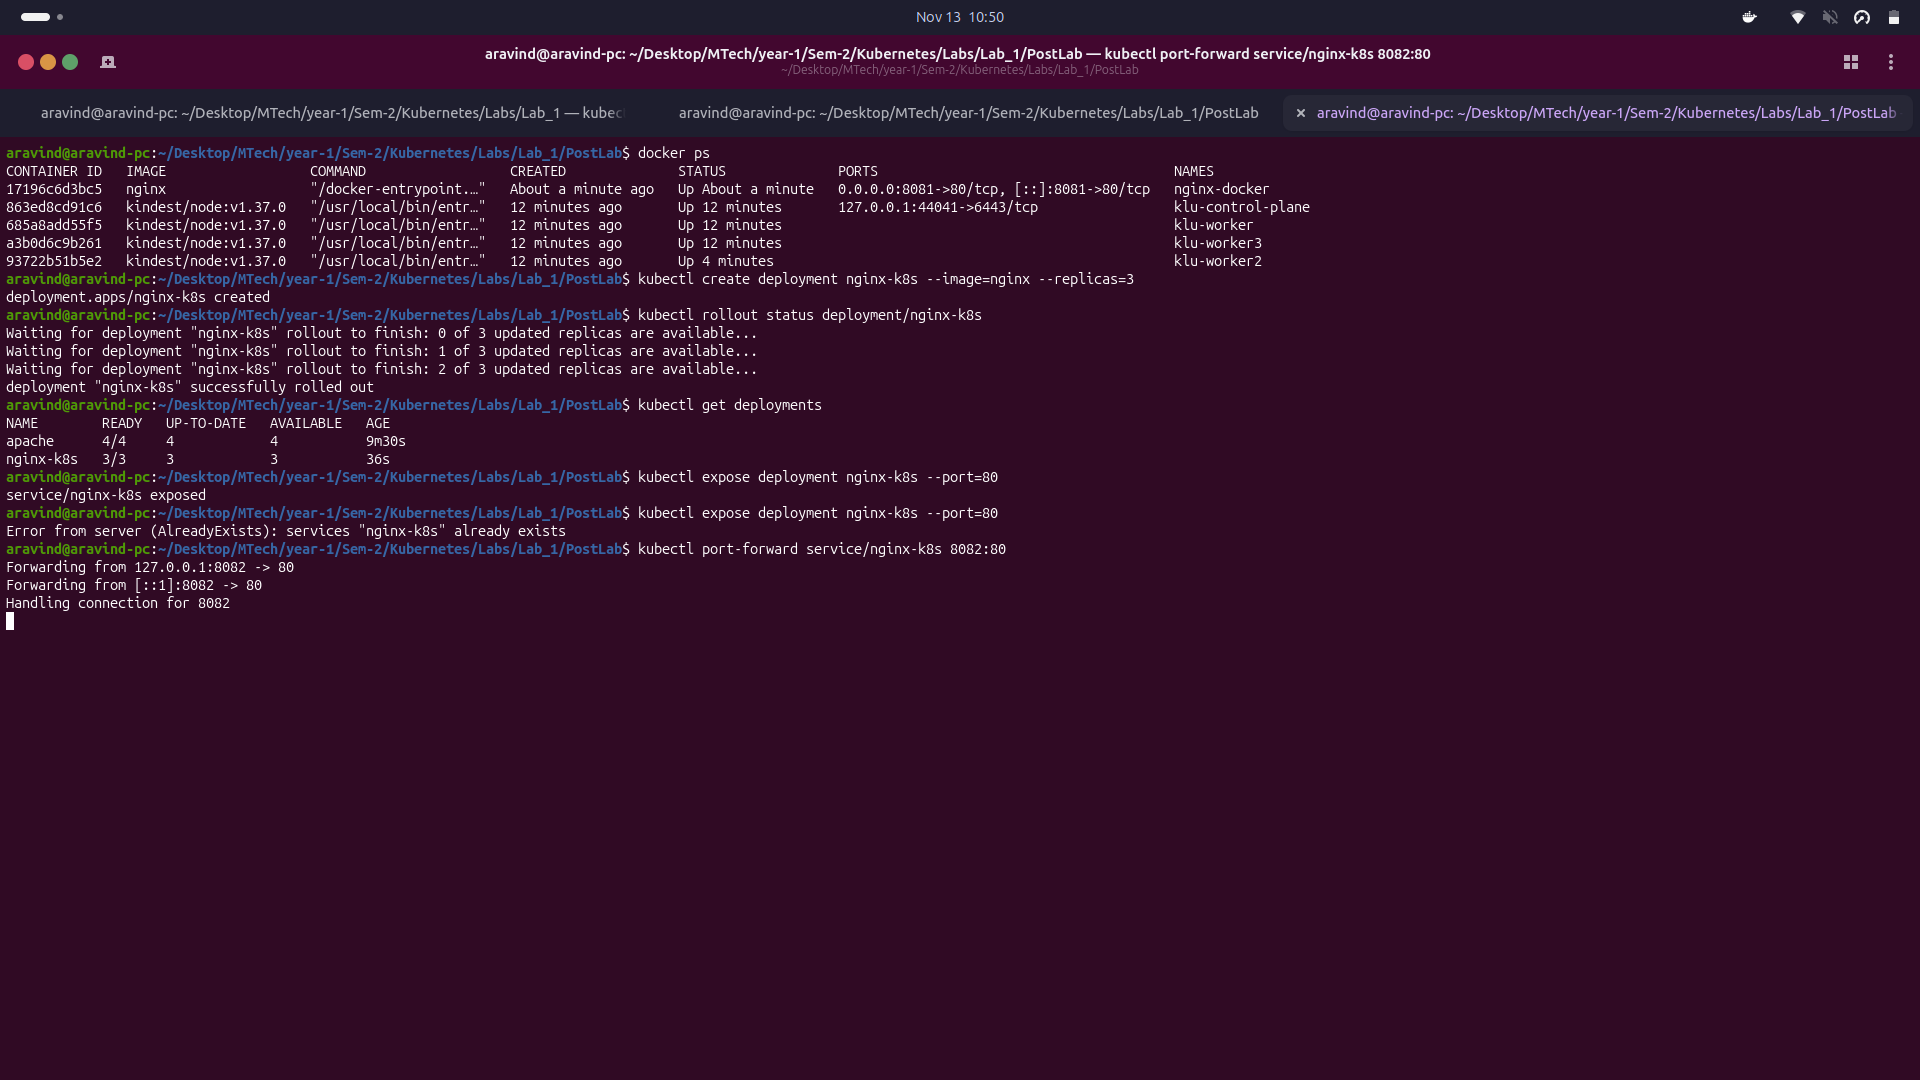 Nov 13 10:50
aravind@aravind-pc: ~/Desktop/MTech/year-1/Sem-2/Kubernetes/Labs/Lab_1/PostLab — kubectl port-forward service/nginx-k8s 8082:80
~/Desktop/MTech/year-1/Sem-2/Kubernetes/Labs/Lab_1/PostLab
aravind@aravind-pc: ~/Desktop/MTech/year-1/Sem-2/Kubernetes/Labs/Lab_1 — kubec
aravind@aravind-pc: ~/Desktop/MTech/year-1/Sem-2/Kubernetes/Labs/Lab_1/PostLab
aravind@aravind-pc: ~/Desktop/MTech/year-1/Sem-2/Kubernetes/Labs/Lab_1/PostLab
aravind@aravind-pc:~/Desktop/MTech/year-1/Sem-2/Kubernetes/Labs/Lab_1/PostLab$ docker ps
CONTAINER ID   IMAGE                  COMMAND                  CREATED              STATUS              PORTS                                     NAMES
17196c6d3bc5   nginx                  "/docker-entrypoint.…"   About a minute ago   Up About a minute   0.0.0.0:8081->80/tcp, [::]:8081->80/tcp   nginx-docker
863ed8cd91c6   kindest/node:v1.37.0   "/usr/local/bin/entr…"   12 minutes ago       Up 12 minutes       127.0.0.1:44041->6443/tcp                 klu-control-plane
685a8add55f5   kindest/node:v1.37.0   "/usr/local/bin/entr…"   12 minutes ago       Up 12 minutes                                                 klu-worker
a3b0d6c9b261   kindest/node:v1.37.0   "/usr/local/bin/entr…"   12 minutes ago       Up 12 minutes                                                 klu-worker3
93722b51b5e2   kindest/node:v1.37.0   "/usr/local/bin/entr…"   12 minutes ago       Up 4 minutes                                                  klu-worker2
aravind@aravind-pc:~/Desktop/MTech/year-1/Sem-2/Kubernetes/Labs/Lab_1/PostLab$ kubectl create deployment nginx-k8s --image=nginx --replicas=3
deployment.apps/nginx-k8s created
aravind@aravind-pc:~/Desktop/MTech/year-1/Sem-2/Kubernetes/Labs/Lab_1/PostLab$ kubectl rollout status deployment/nginx-k8s
Waiting for deployment "nginx-k8s" rollout to finish: 0 of 3 updated replicas are available...
Waiting for deployment "nginx-k8s" rollout to finish: 1 of 3 updated replicas are available...
Waiting for deployment "nginx-k8s" rollout to finish: 2 of 3 updated replicas are available...
deployment "nginx-k8s" successfully rolled out
aravind@aravind-pc:~/Desktop/MTech/year-1/Sem-2/Kubernetes/Labs/Lab_1/PostLab$ kubectl get deployments
NAME        READY   UP-TO-DATE   AVAILABLE   AGE
apache      4/4     4            4           9m30s
nginx-k8s   3/3     3            3           36s
aravind@aravind-pc:~/Desktop/MTech/year-1/Sem-2/Kubernetes/Labs/Lab_1/PostLab$ kubectl expose deployment nginx-k8s --port=80
service/nginx-k8s exposed
aravind@aravind-pc:~/Desktop/MTech/year-1/Sem-2/Kubernetes/Labs/Lab_1/PostLab$ kubectl expose deployment nginx-k8s --port=80
Error from server (AlreadyExists): services "nginx-k8s" already exists
aravind@aravind-pc:~/Desktop/MTech/year-1/Sem-2/Kubernetes/Labs/Lab_1/PostLab$ kubectl port-forward service/nginx-k8s 8082:80
Forwarding from 127.0.0.1:8082 -> 80
Forwarding from [::1]:8082 -> 80
Handling connection for 8082